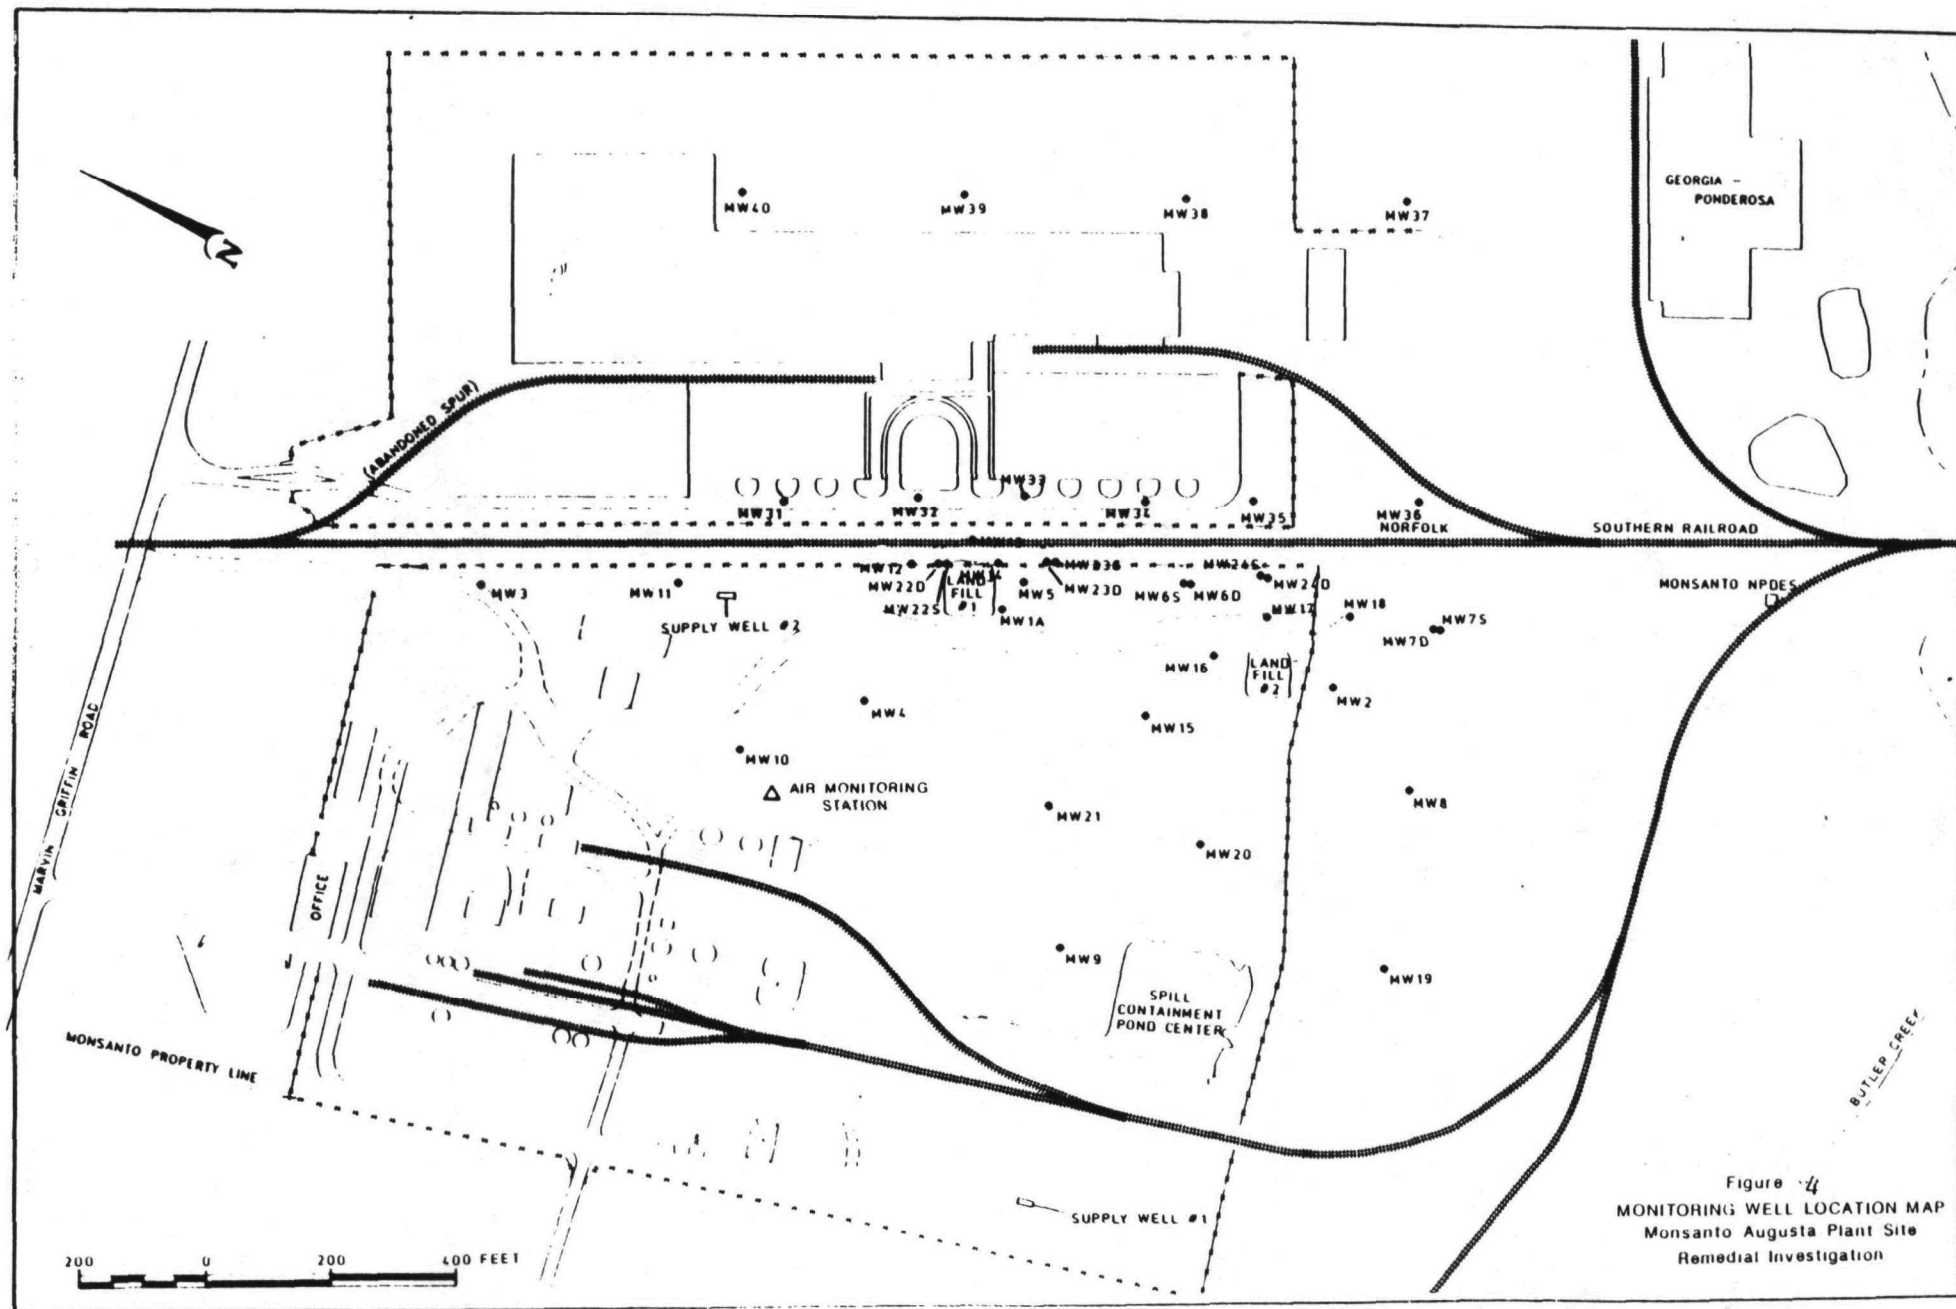 GEORGIA -
PONDEROSA
MW40
MW39
MW38
MW37
N
(ABANDOMED SPUR)
MW33
MW31
MW32
MW34
MW35
MW36
NORFOLK
SOUTHERN RAILROAD
MW12
MW22D
MW22S
LAND
FILL
#1
MW5
MW1A
MW23D
MW6S
MW6D
MW24D
MW17
MW18
MW7S
MW7D
MONSANTO NPDES
MW3
MW11
SUPPLY WELL #2
MW16
LAND
FILL
#2
MW2
MW4
MW15
MW10
AIR MONITORING
STATION
MW21
MW8
MW20
MARVIN GRIFFIN ROAD
OFFICE
MW9
MW19
SPILL
CONTAINMENT
POND CENTER
MONSANTO PROPERTY LINE
BUTLER CREEK
SUPPLY WELL #1
200 0 200 400 FEET
Figure 4
MONITORING WELL LOCATION MAP
Monsanto Augusta Plant Site
Remedial Investigation